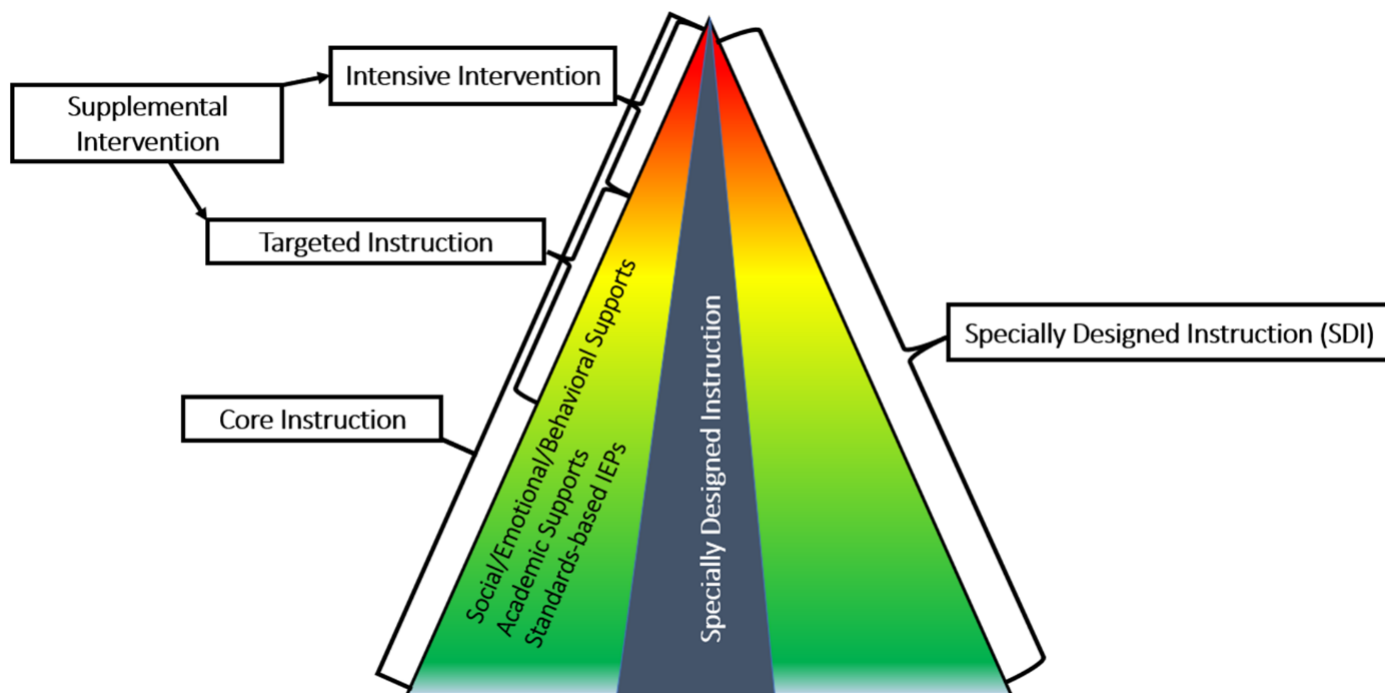 Intensive Intervention
Supplemental
Intervention
Targeted Instruction
Core Instruction
Social/Emotional/Behavioral Supports
Academic Supports
Standards-based IEPs
Specially Designed Instruction
Specially Designed Instruction (SDI)